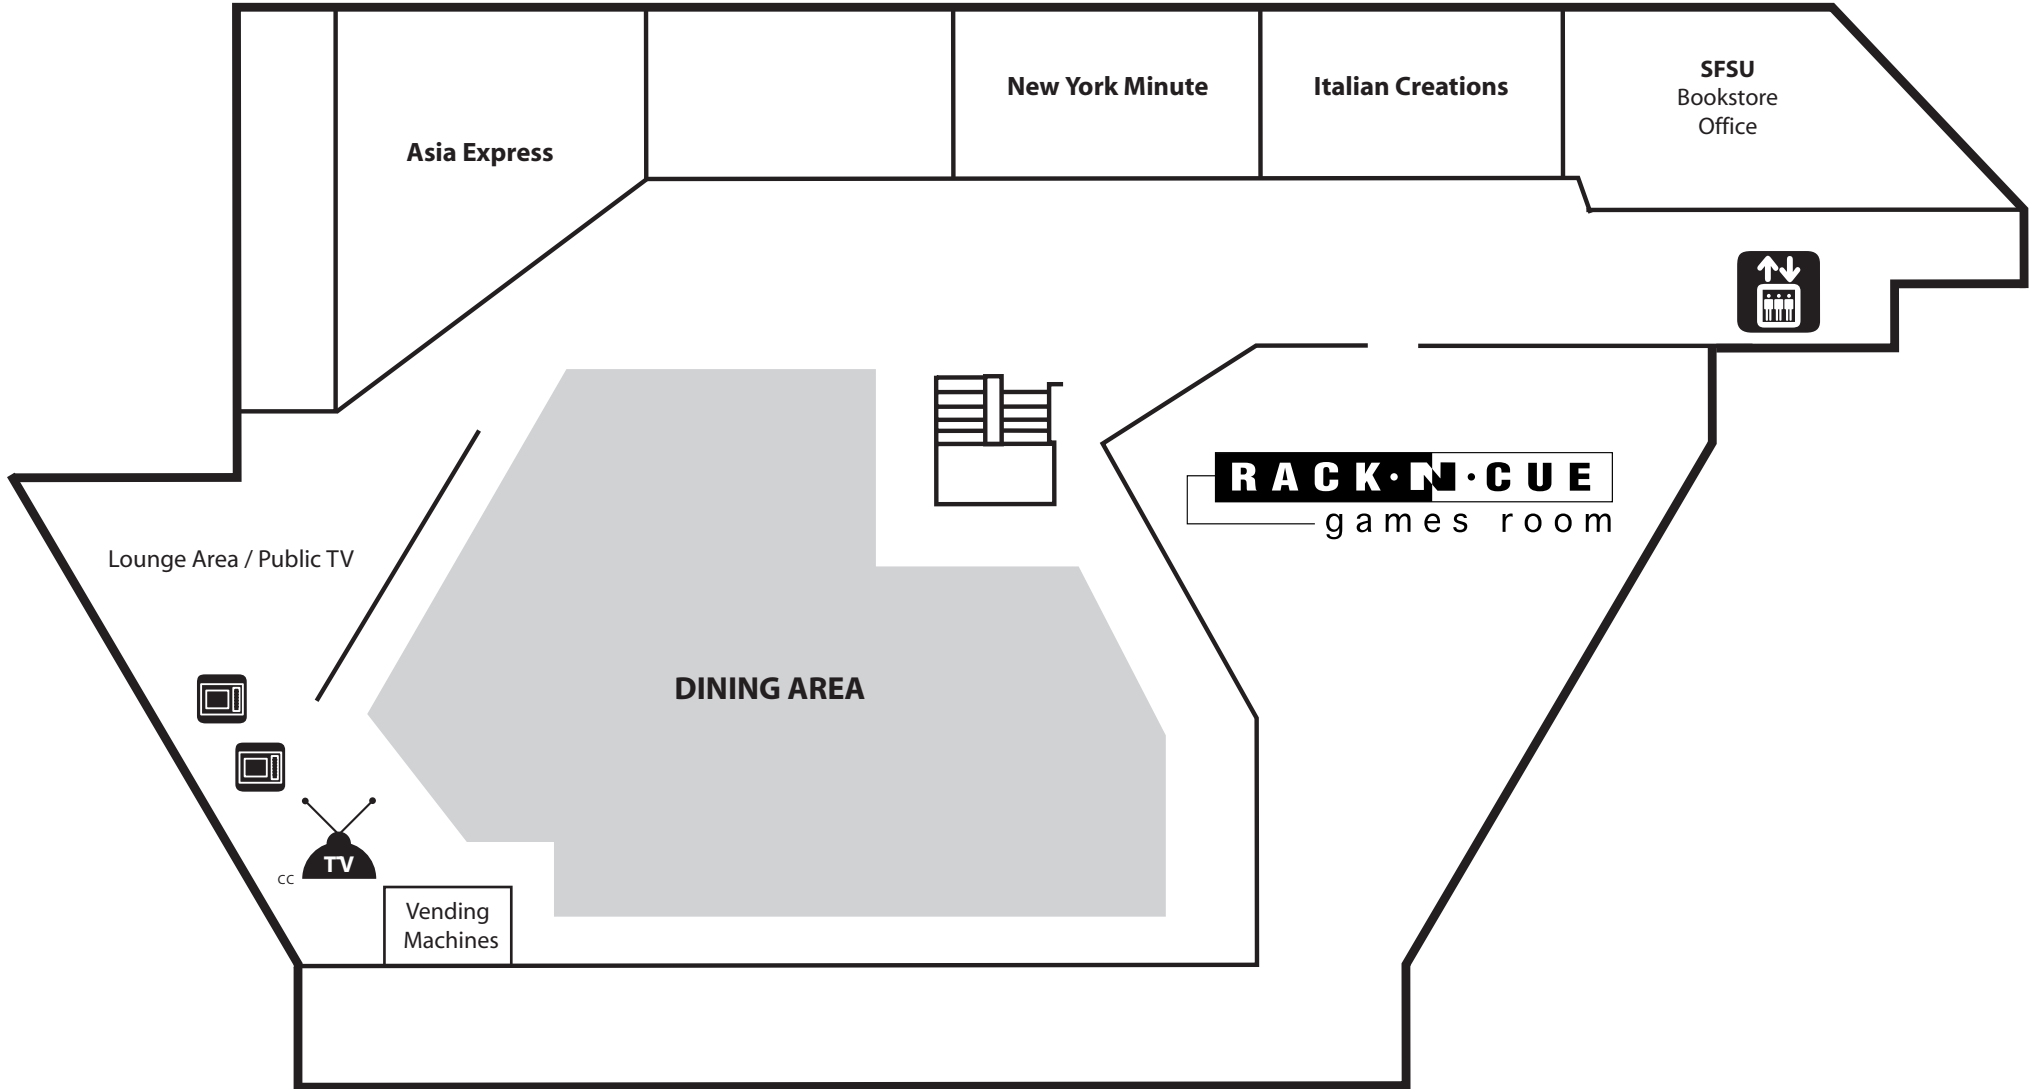 New York Minute
Italian Creations
SFSU
Bookstore
Office
Asia Express
RACK·N·CUE
games room
Lounge Area / Public TV
DINING AREA
TV
CC
Vending
Machines